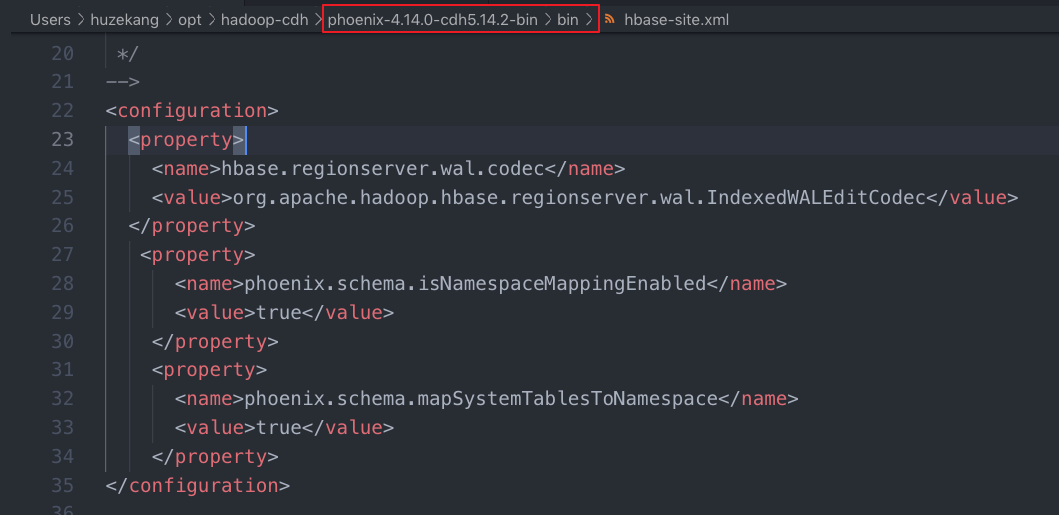 Users > huzekang > opt > hadoop-cdh > phoenix-4.14.0-cdh5.14.2-bin > bin > hbase-site.xml
20 */
21 -->
22 <configuration>
23 <property>
24 <name>hbase.regionserver.wal.codec</name>
25 <value>org.apache.hadoop.hbase.regionserver.wal.IndexedWALEditCodec</value>
26 </property>
27 <property>
28 <name>phoenix.schema.isNamespaceMappingEnabled</name>
29 <value>true</value>
30 </property>
31 <property>
32 <name>phoenix.schema.mapSystemTablesToNamespace</name>
33 <value>true</value>
34 </property>
35 </configuration>
36